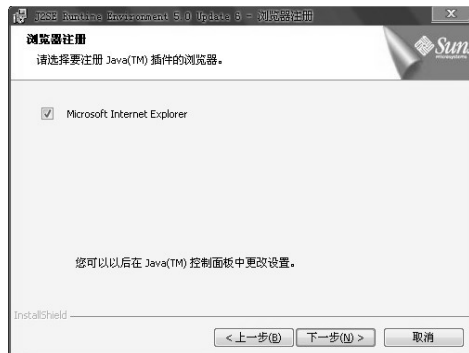 J2SE Runtime Environment 5.0 Update 6 - 浏览器注册
浏览器注册
请选择要注册 Java(TM) 插件的浏览器。
Sun
microsystems
Microsoft Internet Explorer
您可以以后在 Java(TM) 控制面板中更改设置。
InstallShield
< 上一步(B) 下一步(N) > 取消